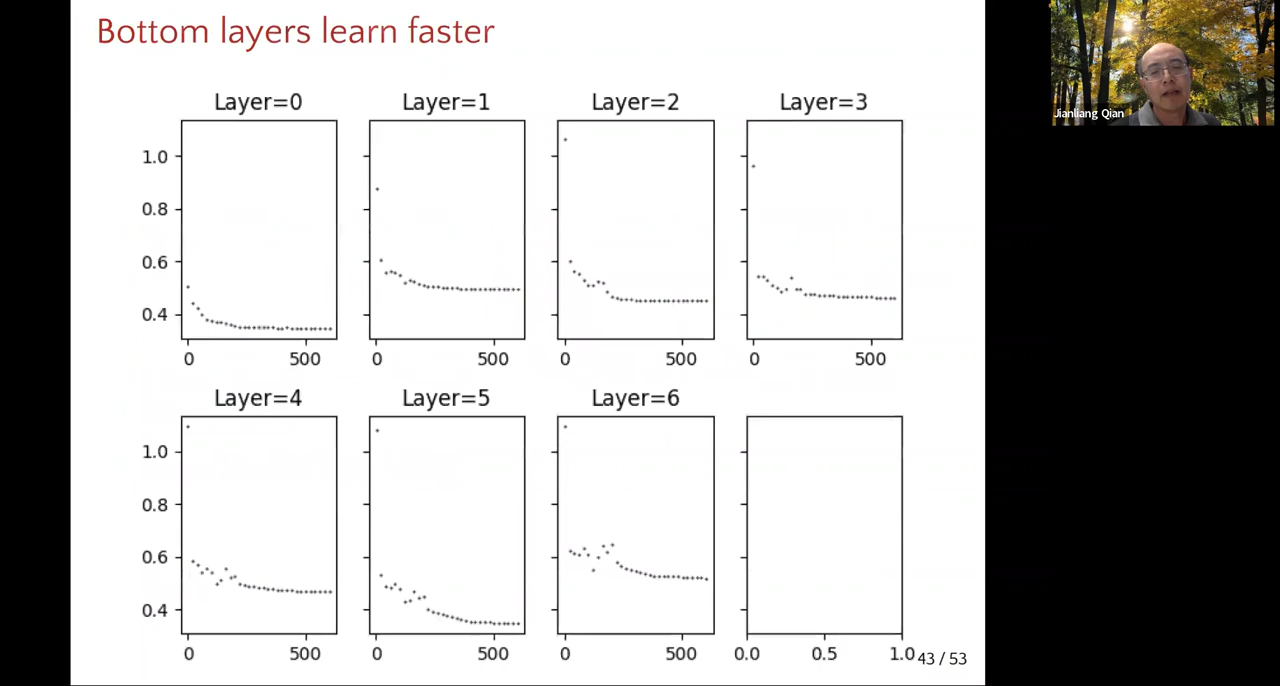 Bottom layers learn faster
Jianliang Qian
Layer=0 Layer=1 Layer=2 Layer=3
1.0
0.8
0.6
0.4
0 500 0 500 0 500 0 500
Layer=4 Layer=5 Layer=6
1.0
0.8
0.6
0.4
0 500 0 500 0 500 0.0 0.5 1.0
43 / 53